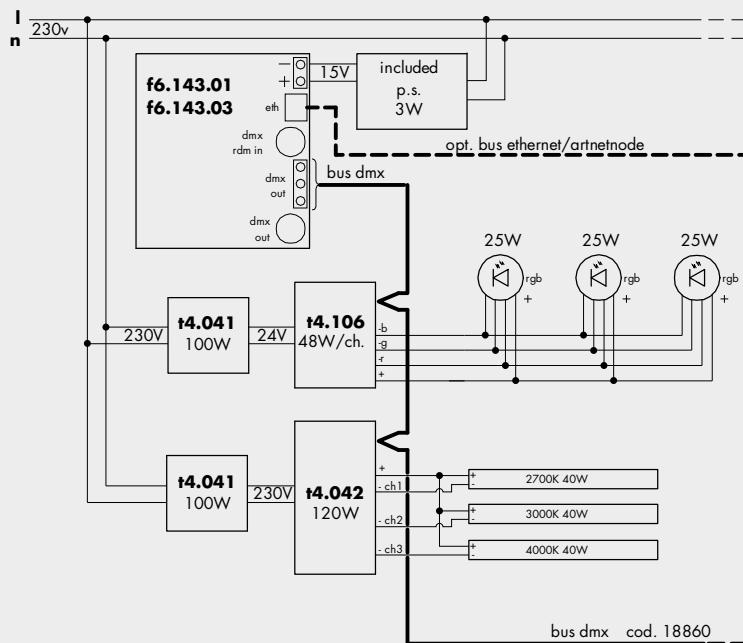 l
230v
n
f6.143.01
f6.143.03
−
+
15V
included
p.s.
3W
eth
opt. bus ethernet/artnetnode
dmx
rdm in
bus dmx
dmx
out
dmx
out
25W
25W
25W
rgb
rgb
rgb
+
+
+
230V
t4.041
100W
24V
t4.106
48W/ch.
-b
-g
-r
+
t4.041
100W
230V
t4.042
120W
+
- ch1
- ch2
- ch3
+
-
2700K 40W
+
-
3000K 40W
+
-
4000K 40W
bus dmx cod. 18860